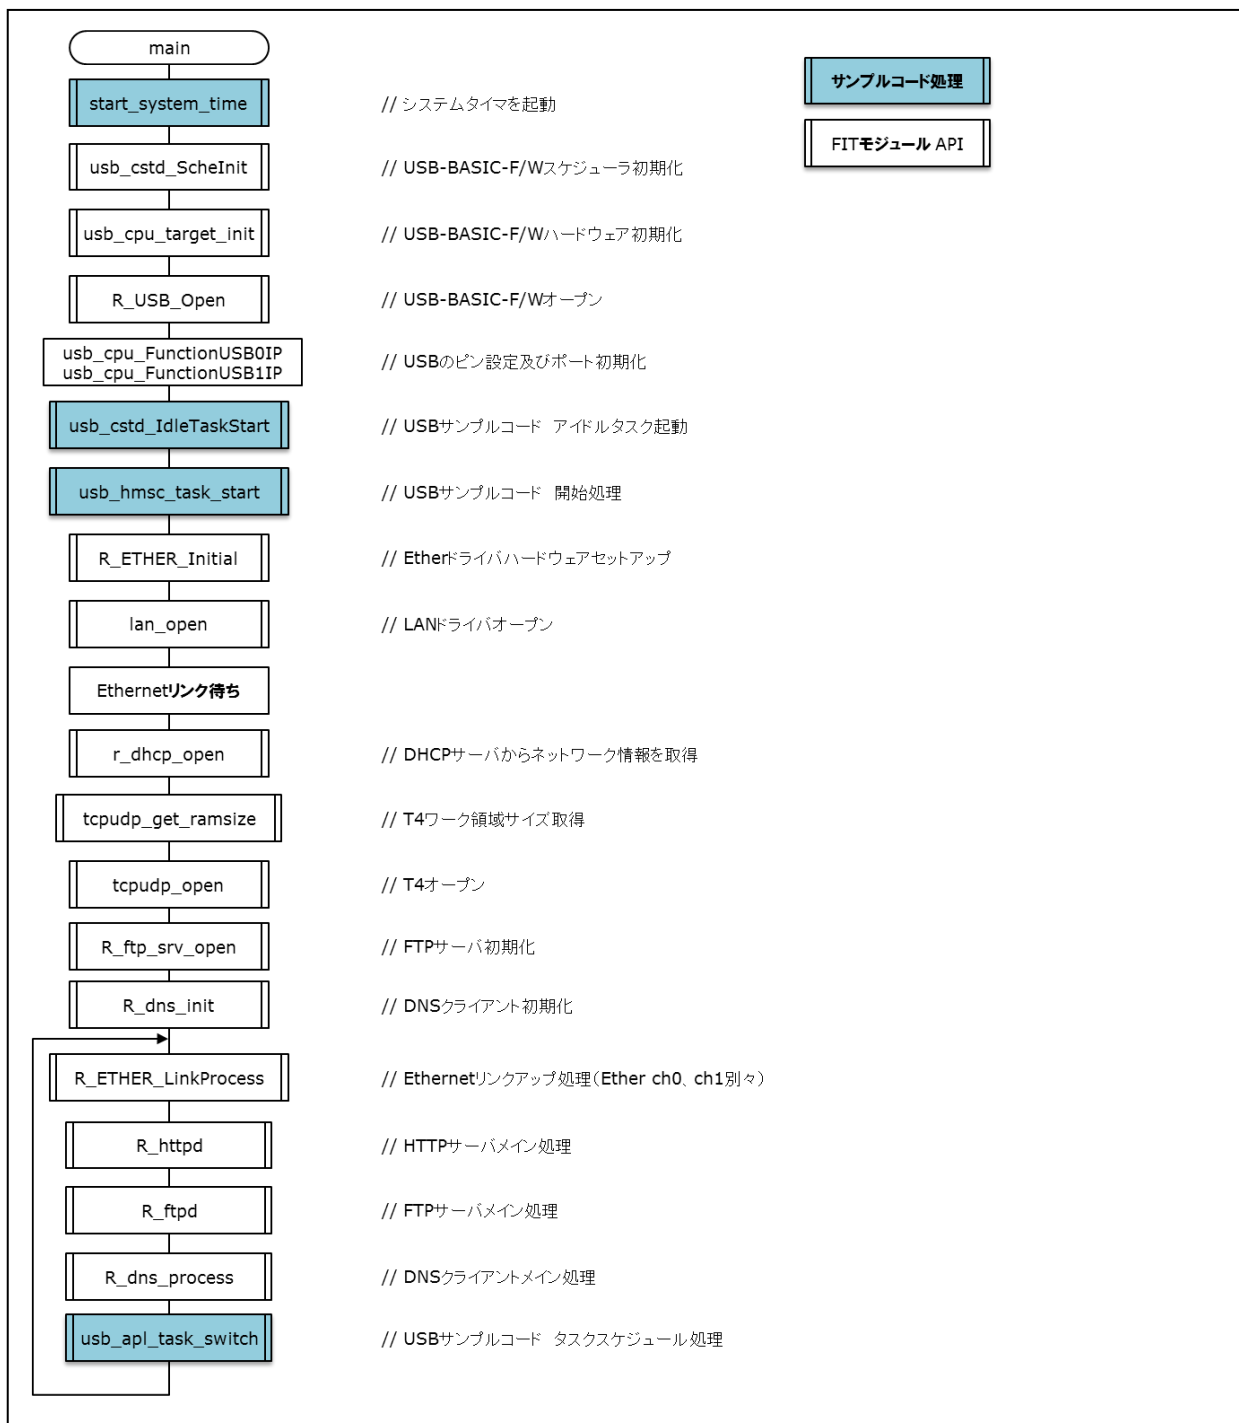 main
サンプルコード処理
start_system_time // システムタイマを起動
FITモジュール API
usb_cstd_ScheInit // USB-BASIC-F/Wスケジューラ初期化
usb_cpu_target_init // USB-BASIC-F/Wハードウェア初期化
R_USB_Open // USB-BASIC-F/Wオープン
usb_cpu_FunctionUSB0IP
usb_cpu_FunctionUSB1IP
// USBのピン設定及びポート初期化
usb_cstd_IdleTaskStart // USBサンプルコード アイドルタスク起動
usb_hmsc_task_start // USBサンプルコード 開始処理
R_ETHER_Initial // Etherドライバハードウェアセットアップ
lan_open // LANドライバオープン
Ethernetリンク待ち
r_dhcp_open // DHCPサーバからネットワーク情報を取得
tcpudp_get_ramsize // T4ワーク領域サイズ取得
tcpudp_open // T4オープン
R_ftp_srv_open // FTPサーバ初期化
R_dns_init // DNSクライアント初期化
R_ETHER_LinkProcess // Ethernetリンクアップ処理(Ether ch0、ch1別々)
R_httpd // HTTPサーバメイン処理
R_ftpd // FTPサーバメイン処理
R_dns_process // DNSクライアントメイン処理
usb_apl_task_switch // USBサンプルコード タスクスケジュール処理